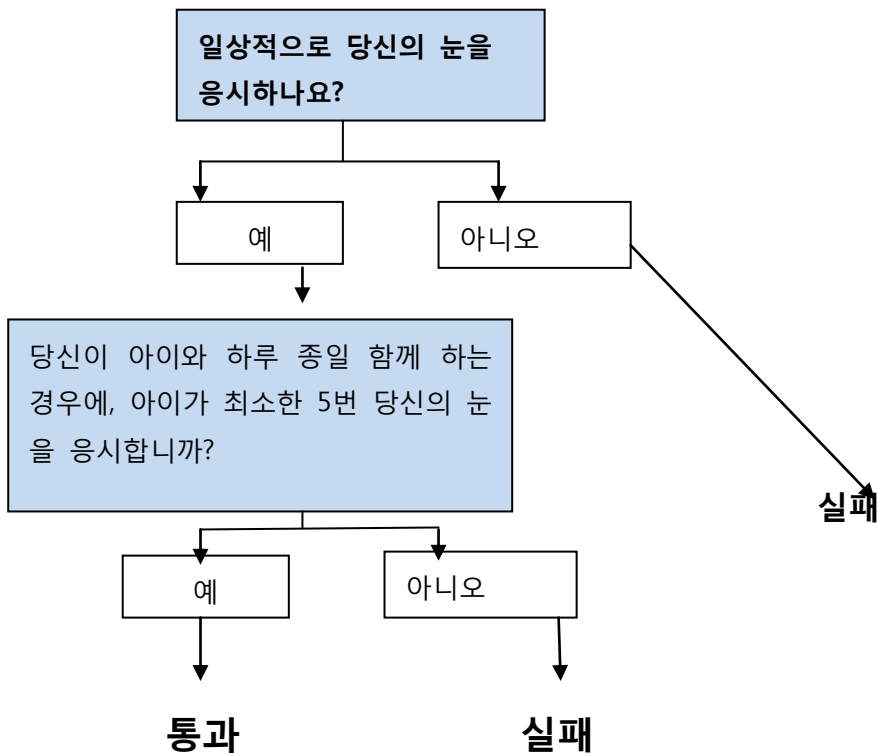 일상적으로 당신의 눈을
응시하나요?
예
아니오
당신이 아이와 하루 종일 함께 하는
경우에, 아이가 최소한 5번 당신의 눈
을 응시합니까?
실패
예
아니오
통과
실패